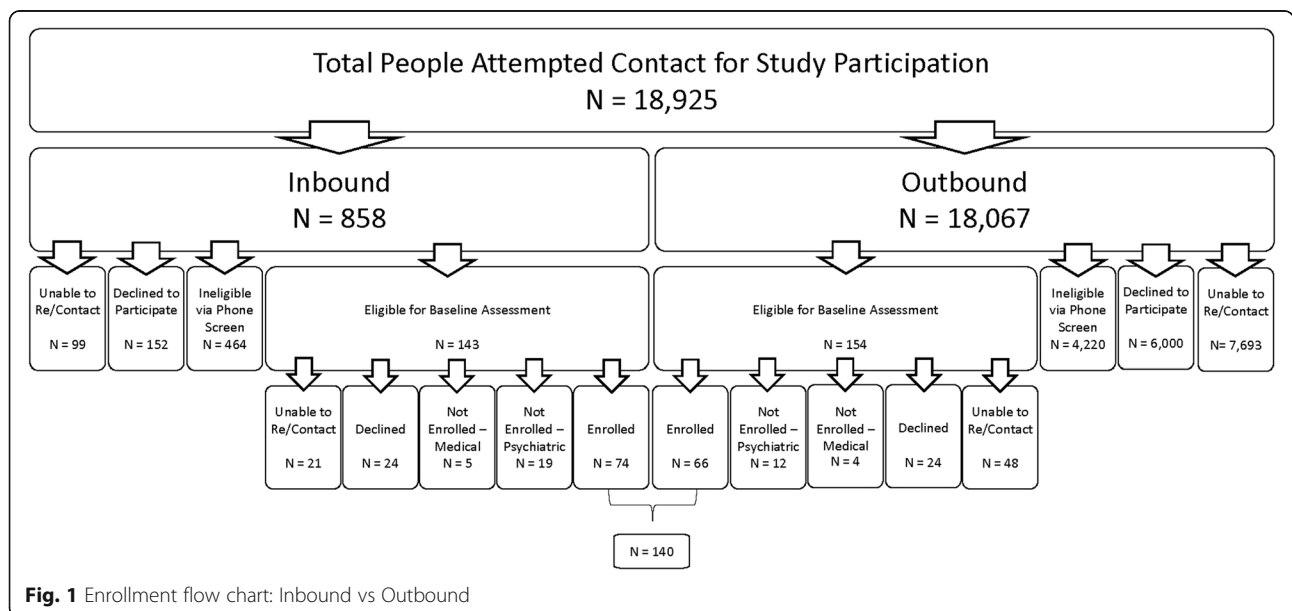 Total People Attempted Contact for Study Participation
N = 18,925
Inbound
N = 858
Outbound
N = 18,067
Unable to
Re/Contact
N = 99
Declined to
Participate
N = 152
Ineligible
via Phone
Screen
N = 464
Eligible for Baseline Assessment
N = 143
Eligible for Baseline Assessment
N = 154
Ineligible
via Phone
Screen
N = 4,220
Declined to
Participate
N = 6,000
Unable to
Re/Contact
N= 7,693
Unable to
Re/Contact
N = 21
Declined
N = 24
Not
Enrolled –
Medical
N = 5
Not
Enrolled –
Psychiatric
N = 19
Enrolled
N = 74
Enrolled
N = 66
Not
Enrolled –
Psychiatric
N = 12
Not
Enrolled –
Medical
N = 4
Declined
N = 24
Unable to
Re/Contact
N = 48
N = 140
Fig. 1 Enrollment flow chart: Inbound vs Outbound